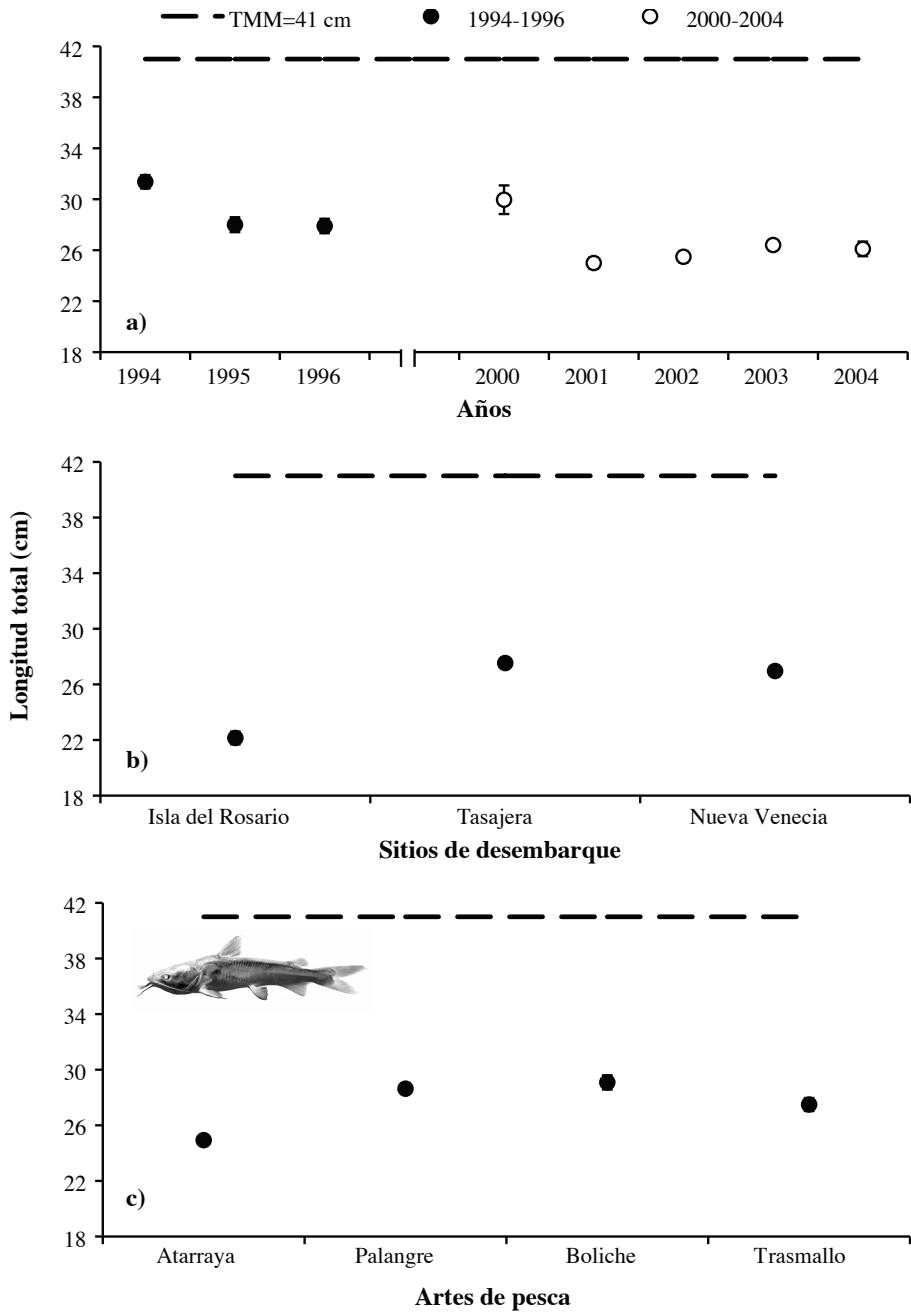 TMM=41 cm 1994-1996 2000-2004
42
38
34
30
26
22
18
a)
1994 1995 1996 2000 2001 2002 2003 2004
Años
Longitud total (cm)
42
38
34
30
26
22
18
b)
Isla del Rosario Tasajera Nueva Venecia
Sitios de desembarque
42
38
34
30
26
22
18
c)
Atarraya Palangre Boliche Trasmallo
Artes de pesca